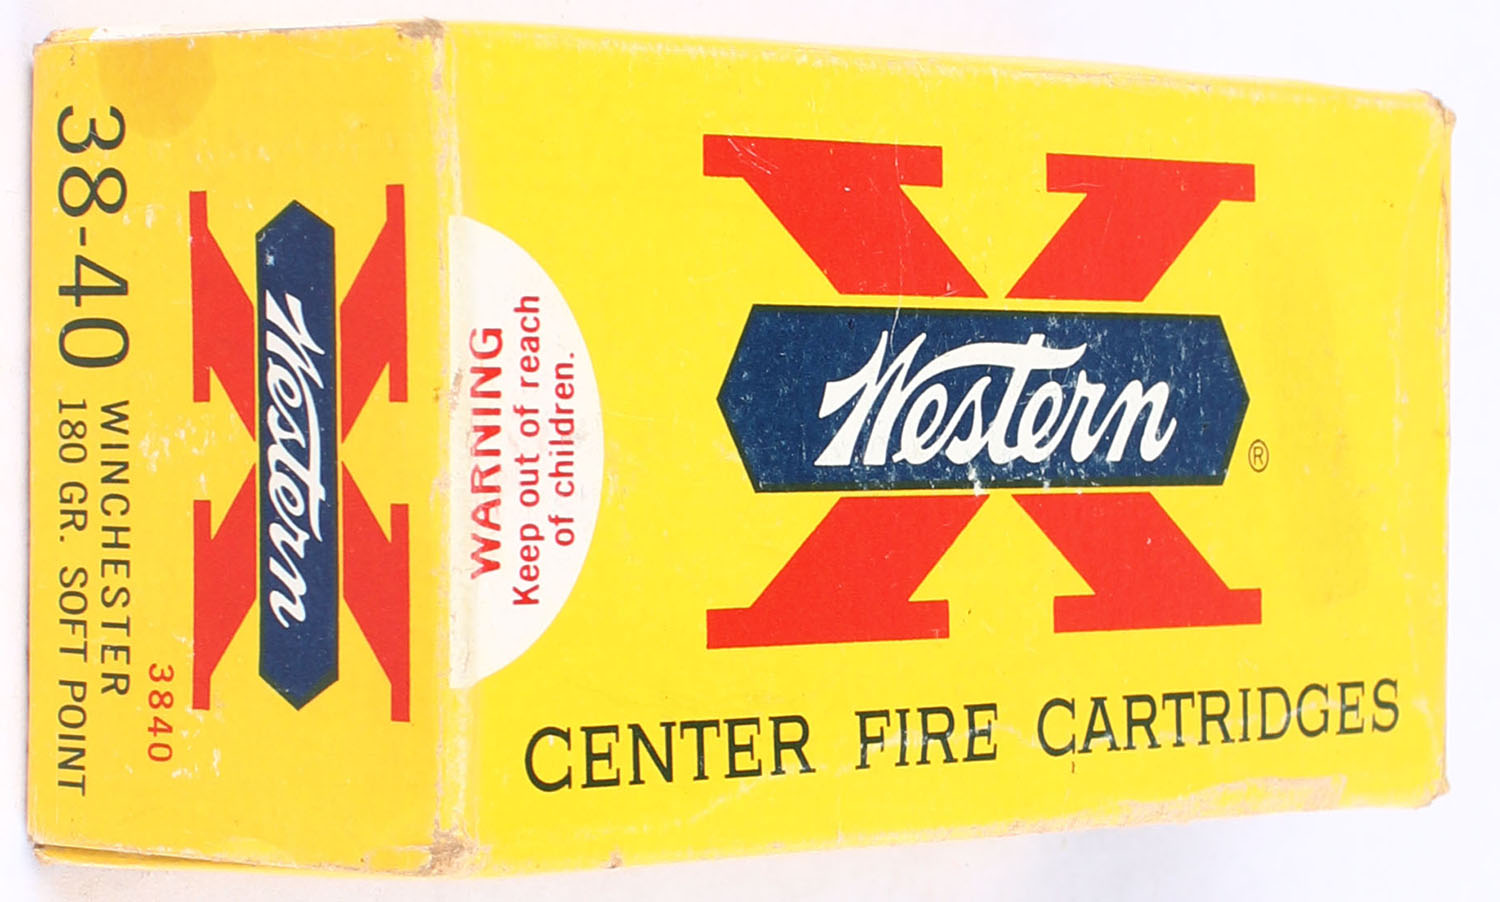 38-40 WINCHESTER
180 GR. SOFT POINT
3840
Western
WARNING
Keep out of reach
of children.
Western
®
CENTER FIRE CARTRIDGES